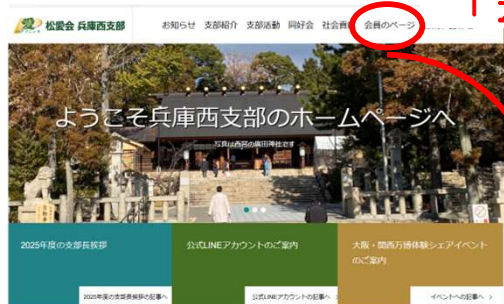 松愛会 兵庫西支部
お知らせ 支部紹介 支部活動 同好会 社会貢献 会員のページ
ようこそ兵庫西支部のホームページへ
写真は西宮の廣田神社です
2025年度の支部長挨拶
公式LINEアカウントのご案内
大阪・関西万博体験シェアイベント
のご案内
2025年度の支部長挨拶の記事へ
公式LINEアカウントの記事へ
イベントへの記事へ